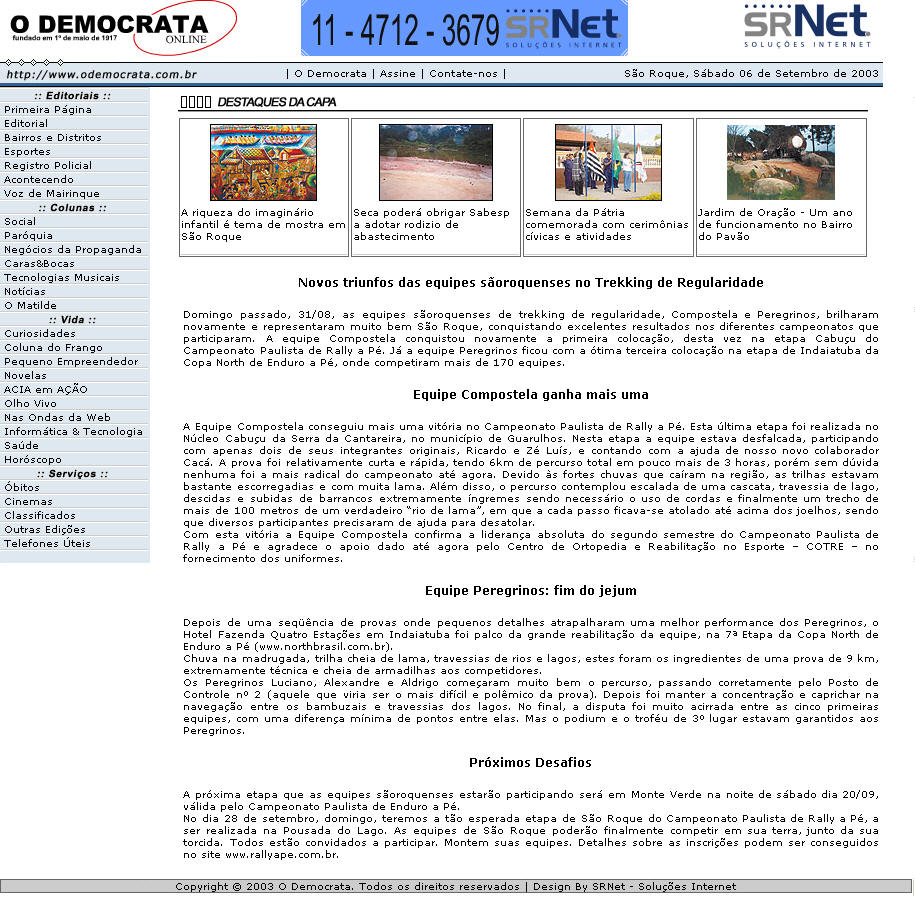 O DEMOCRATA
fundado em 1º de maio de 1917
ONLINE
11 - 4712 - 3679 SRNet.
SOLUÇÕES INTERNET
SRNet.
SOLUÇÕES INTERNET
http://www.odemocrata.com.br
| O Democrata | Assine | Contate-nos |
São Roque, Sábado 06 de Setembro de 2003
:: Editoriais ::
Primeira Página
Editorial
Bairros e Distritos
Esportes
Registro Policial
Acontecendo
Voz de Mairinque
:: Colunas ::
Social
Paróquia
Negócios da Propaganda
Caras&Bocas
Tecnologias Musicais
Notícias
O Matilde
:: Vida ::
Curiosidades
Coluna do Frango
Pequeno Empreendedor
Novelas
ACIA em AÇÃO
Olho Vivo
Nas Ondas da Web
Informática & Tecnologia
Saúde
Horóscopo
:: Serviços ::
Óbitos
Cinemas
Classificados
Outras Edições
Telefones Úteis
DESTAQUES DA CAPA
A riqueza do imaginário
infantil é tema de mostra em
São Roque
Seca poderá obrigar Sabesp
a adotar rodizio de
abastecimento
Semana da Pátria
comemorada com cerimônias
cívicas e atividades
Jardim de Oração - Um ano
de funcionamento no Bairro
do Pavão
Novos triunfos das equipes sãoroquenses no Trekking de Regularidade
Domingo passado, 31/08, as equipes sãoroquenses de trekking de regularidade, Compostela e Peregrinos, brilharam
novamente e representaram muito bem São Roque, conquistando excelentes resultados nos diferentes campeonatos que
participaram. A equipe Compostela conquistou novamente a primeira colocação, desta vez na etapa Cabuçu do
Campeonato Paulista de Rally a Pé. Já a equipe Peregrinos ficou com a ótima terceira colocação na etapa de Indaiatuba da
Copa North de Enduro a Pé, onde competiram mais de 170 equipes.
Equipe Compostela ganha mais uma
A Equipe Compostela conseguiu mais uma vitória no Campeonato Paulista de Rally a Pé. Esta última etapa foi realizada no
Núcleo Cabuçu da Serra da Cantareira, no município de Guarulhos. Nesta etapa a equipe estava desfalcada, participando
com apenas dois de seus integrantes originais, Ricardo e Zé Luís, e contando com a ajuda de nosso novo colaborador
Cacá. A prova foi relativamente curta e rápida, tendo 6km de percurso total em pouco mais de 3 horas, porém sem dúvida
nenhuma foi a mais radical do campeonato até agora. Devido às fortes chuvas que caíram na região, as trilhas estavam
bastante escorregadias e com muita lama. Além disso, o percurso contemplou escalada de uma cascata, travessia de lago,
descidas e subidas de barrancos extremamente íngremes sendo necessário o uso de cordas e finalmente um trecho de
mais de 100 metros de um verdadeiro “rio de lama”, em que a cada passo ficava-se atolado até acima dos joelhos, sendo
que diversos participantes precisaram de ajuda para desatolar.
Com esta vitória a Equipe Compostela confirma a liderança absoluta do segundo semestre do Campeonato Paulista de
Rally a Pé e agradece o apoio dado até agora pelo Centro de Ortopedia e Reabilitação no Esporte – COTRE – no
fornecimento dos uniformes.
Equipe Peregrinos: fim do jejum
Depois de uma seqüência de provas onde pequenos detalhes atrapalharam uma melhor performance dos Peregrinos, o
Hotel Fazenda Quatro Estações em Indaiatuba foi palco da grande reabilitação da equipe, na 7ª Etapa da Copa North de
Enduro a Pé (www.northbrasil.com.br).
Chuva na madrugada, trilha cheia de lama, travessias de rios e lagos, estes foram os ingredientes de uma prova de 9 km,
extremamente técnica e cheia de armadilhas aos competidores.
Os Peregrinos Luciano, Alexandre e Aldrigo começaram muito bem o percurso, passando corretamente pelo Posto de
Controle nº 2 (aquele que viria ser o mais difícil e polêmico da prova). Depois foi manter a concentração e caprichar na
navegação entre os bambuzais e travessias dos lagos. No final, a disputa foi muito acirrada entre as cinco primeiras
equipes, com uma diferença mínima de pontos entre elas. Mas o podium e o troféu de 3º lugar estavam garantidos aos
Peregrinos.
Próximos Desafios
A próxima etapa que as equipes sãoroquenses estarão participando será em Monte Verde na noite de sábado dia 20/09,
válida pelo Campeonato Paulista de Enduro a Pé.
No dia 28 de setembro, domingo, teremos a tão esperada etapa de São Roque do Campeonato Paulista de Rally a Pé, a
ser realizada na Pousada do Lago. As equipes de São Roque poderão finalmente competir em sua terra, junto da sua
torcida. Todos estão convidados a participar. Montem suas equipes. Detalhes sobre as inscrições podem ser conseguidos
no site www.rallyape.com.br.
Copyright © 2003 O Democrata. Todos os direitos reservados | Design By SRNet - Soluções Internet